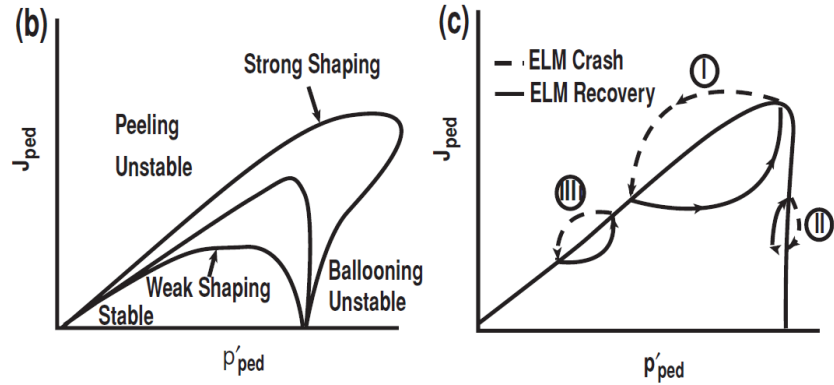 (b)
Strong Shaping
Peeling
Unstable
Jped
Weak Shaping
Stable
Ballooning
Unstable
p′ped
(c)
ELM Crash
ELM Recovery
I
III
II
Jped
p′ped